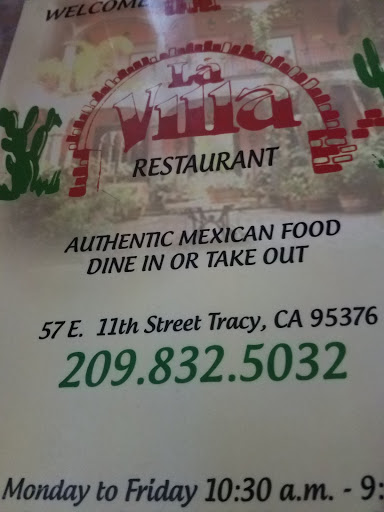 WELCOME
La
Villa
RESTAURANT
AUTHENTIC MEXICAN FOOD
DINE IN OR TAKE OUT
57 E. 11th Street Tracy, CA 95376
209.832.5032
Monday to Friday 10:30 a.m. - 9: